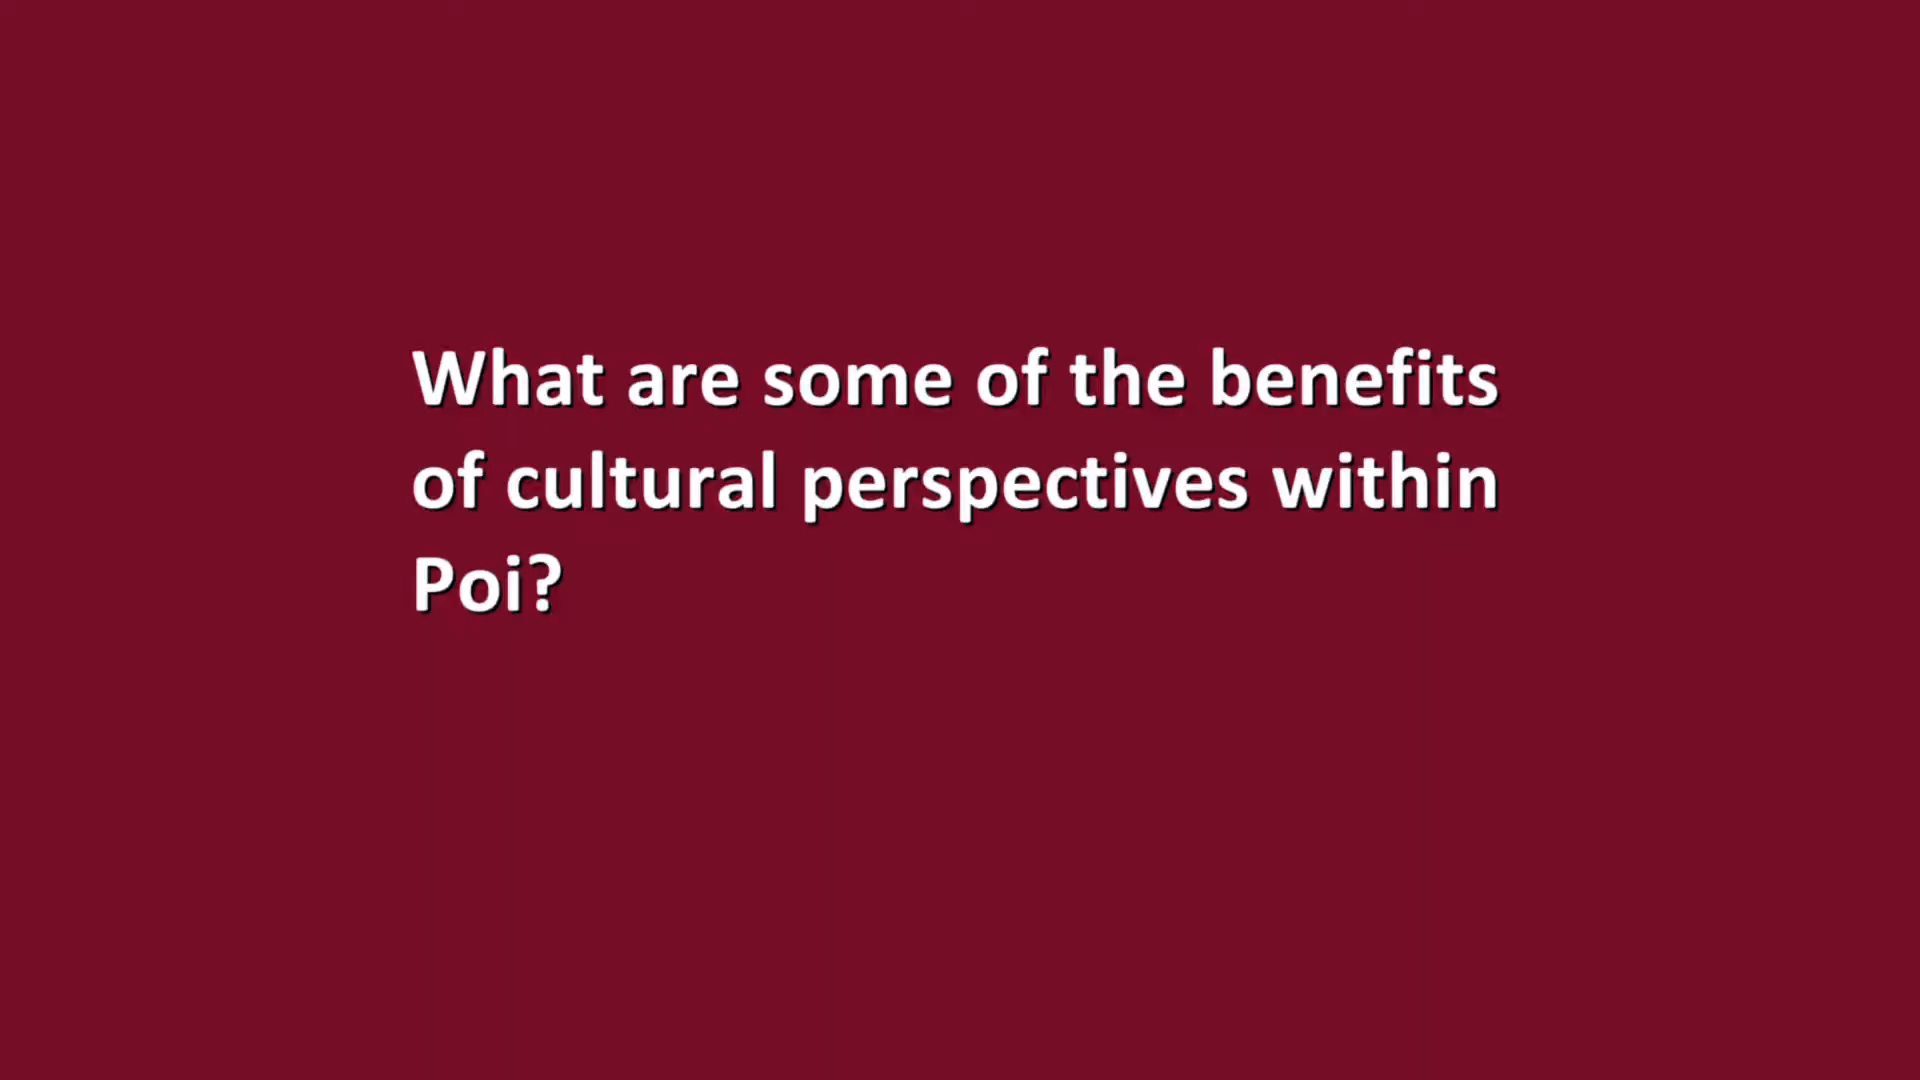 What are some of the benefits
of cultural perspectives within
Poi?